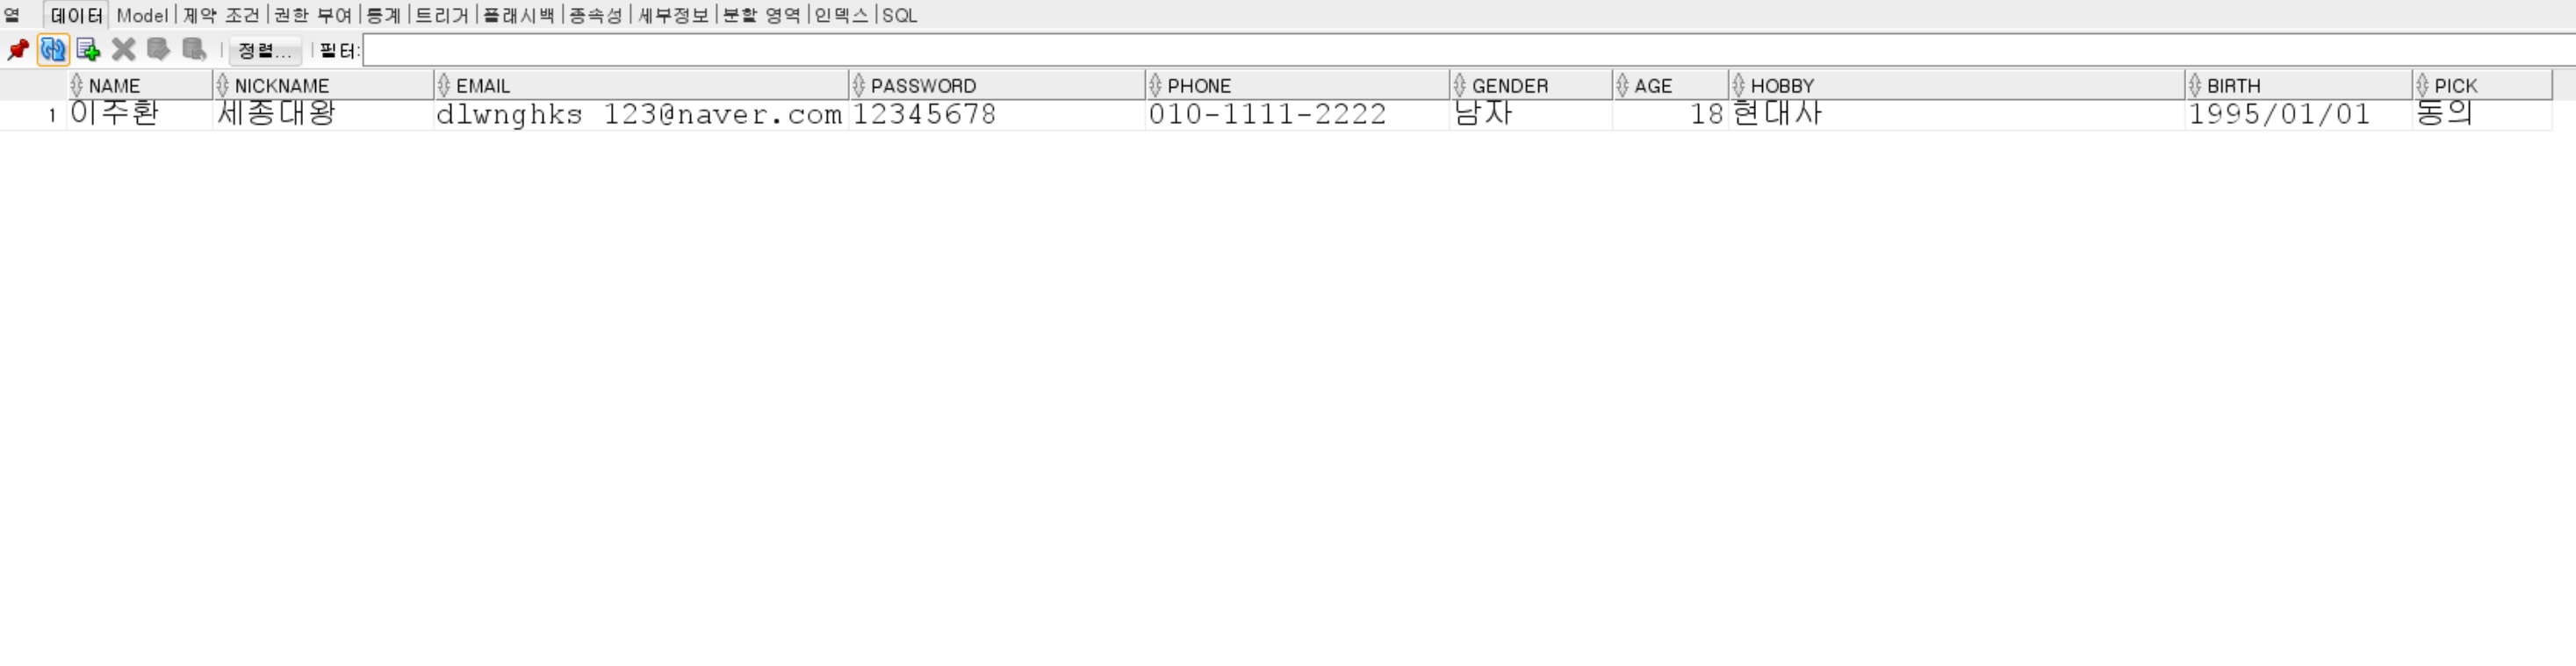 열 데이터 Model 제약 조건 권한 부여 통계 트리거 플래시백 종속성 세부정보 분할 영역 인덱스 SQL
정렬... 필터:
NAME NICKNAME EMAIL PASSWORD PHONE GENDER AGE HOBBY BIRTH PICK
1 이주환 세종대왕 dlwnghks 123@naver.com 12345678 010-1111-2222 남자 18 현대사 1995/01/01 동의